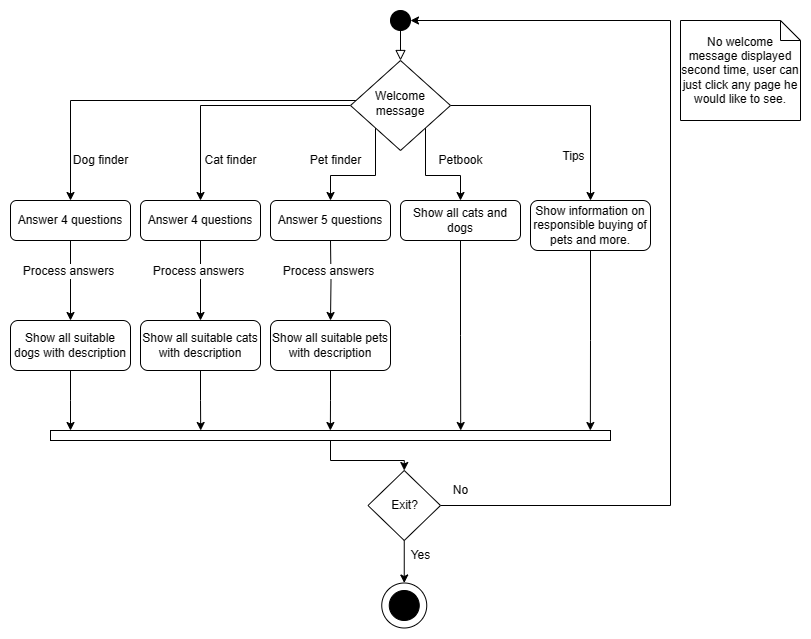 No welcome
message displayed
second time, user can
just click any page he
would like to see.
Welcome
message
Dog finder
Cat finder
Pet finder
Petbook
Tips
Answer 4 questions
Answer 4 questions
Answer 5 questions
Show all cats and
dogs
Show information on
responsible buying of
pets and more.
Process answers
Process answers
Process answers
Show all suitable
dogs with description
Show all suitable cats
with description
Show all suitable pets
with description
Exit?
No
Yes